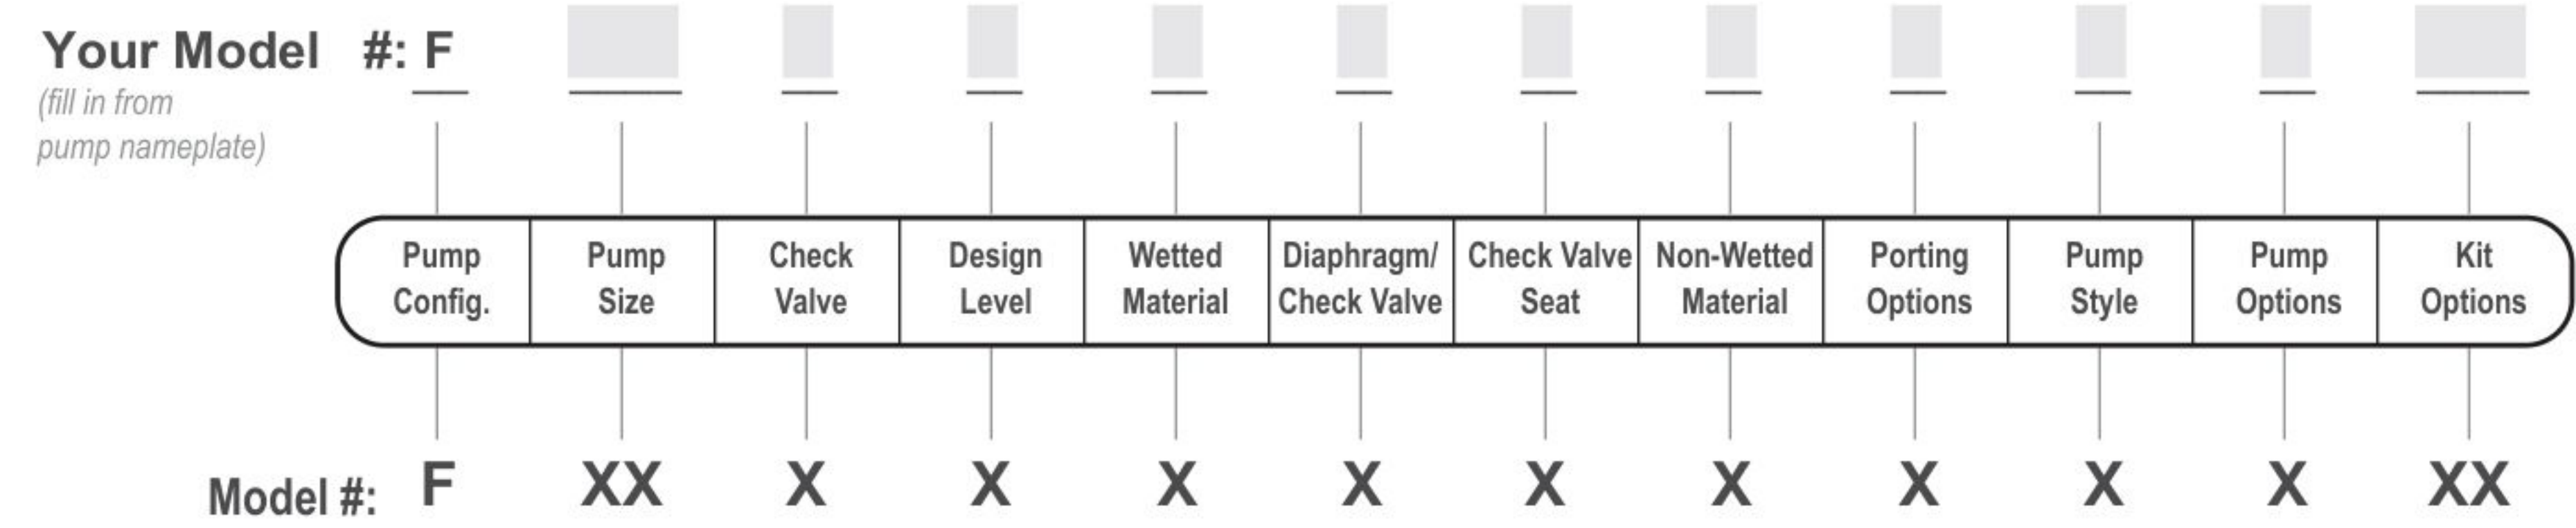 Your Model #: F
(fill in from
pump nameplate)
Pump Config.
Pump Size
Check Valve
Design Level
Wetted Material
Diaphragm/ Check Valve
Check Valve Seat
Non-Wetted Material
Porting Options
Pump Style
Pump Options
Kit Options
Model #: F XX X X X X X X X X X XX